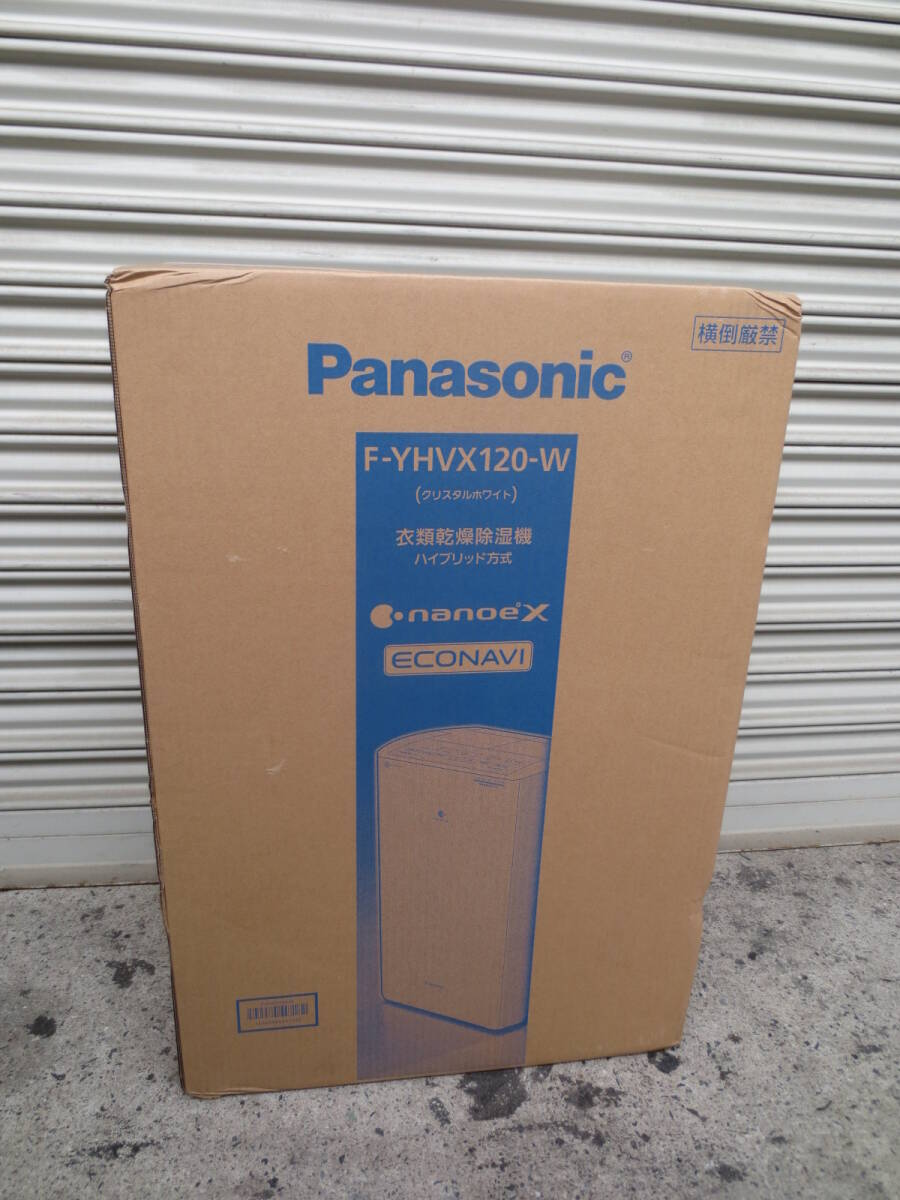 横倒厳禁
Panasonic®
F-YHVX120-W
(クリスタルホワイト)
衣類乾燥除湿機
ハイブリッド方式
nanoe®X
ECONAVI